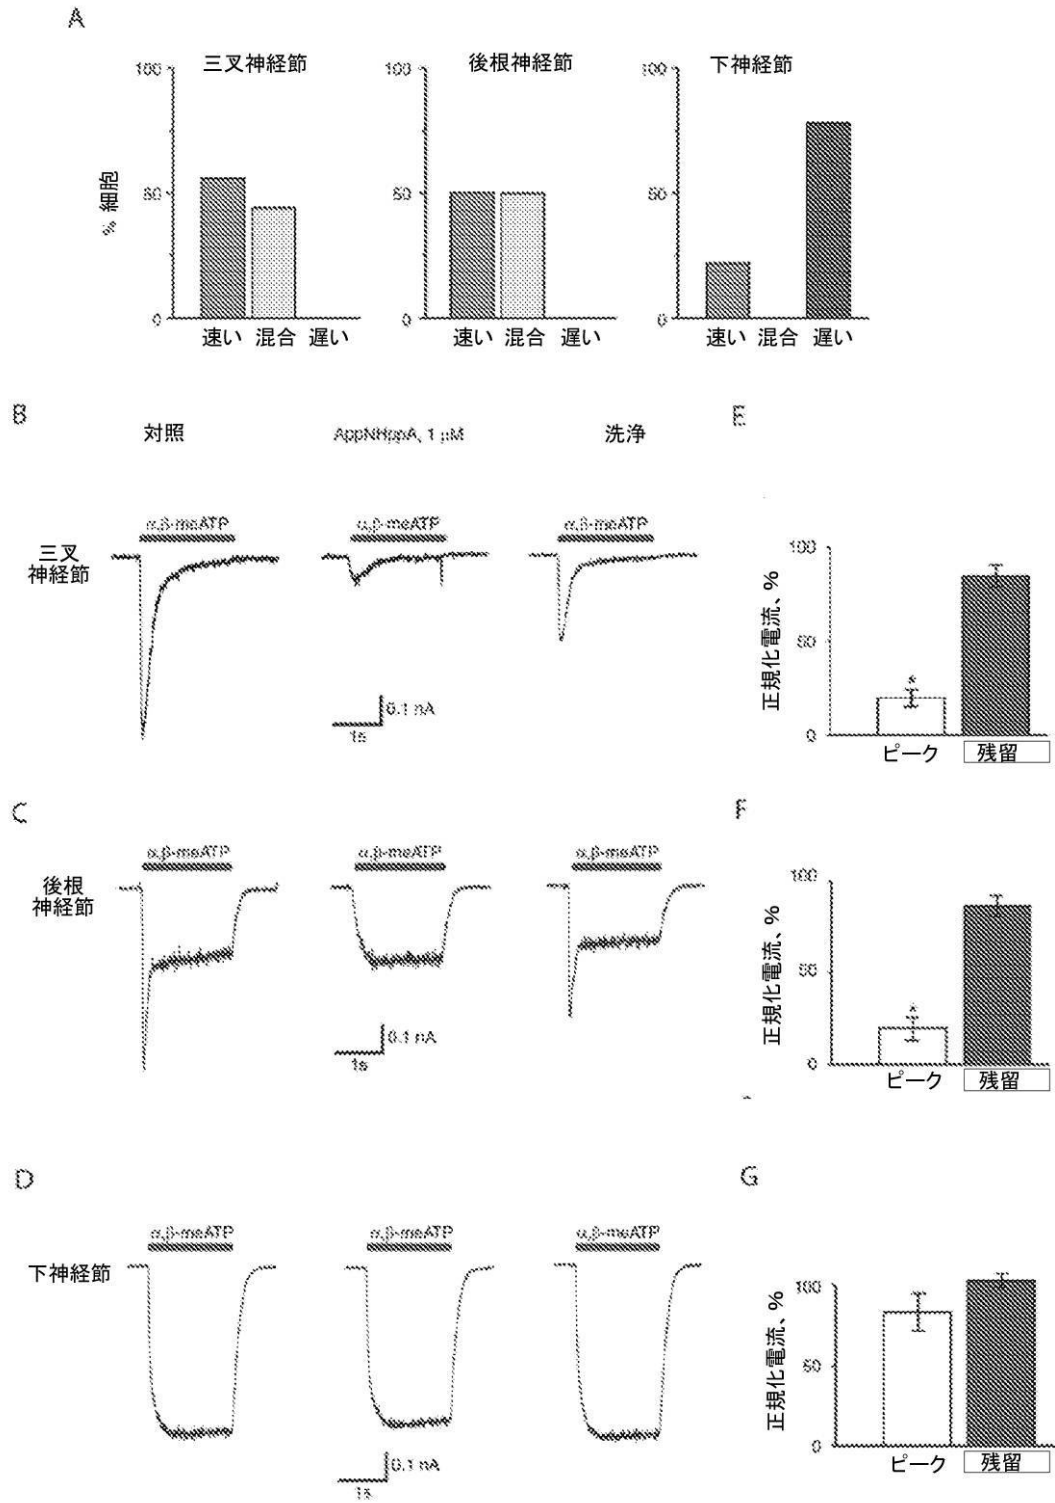 A
三叉神経節
後根神経節
下神経節
100
100
100
% 細胞
50
50
50
0
0
0
速い 混合 遅い
速い 混合 遅い
速い 混合 遅い
B
対照
AppNHppA, 1 μM
洗浄
α,β-meATP
α,β-meATP
α,β-meATP
三叉
神経節
0.1 nA
1s
E
100
正規化電流、%
50
*
0
ピーク
残留
C
α,β-meATP
α,β-meATP
α,β-meATP
後根
神経節
0.1 nA
1s
F
100
正規化電流、%
50
*
0
ピーク
残留
D
α,β-meATP
α,β-meATP
α,β-meATP
下神経節
0.1 nA
1s
G
100
正規化電流、%
50
0
ピーク
残留